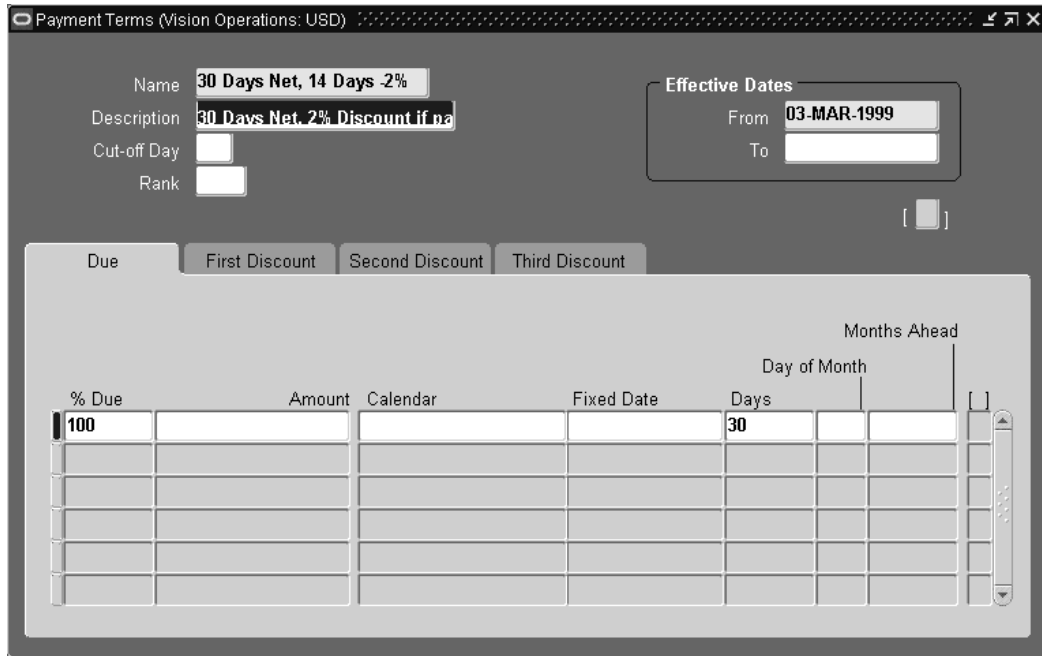 Payment Terms (Vision Operations: USD)
Name 30 Days Net, 14 Days -2%
Description 30 Days Net, 2% Discount if pa
Cut-off Day
Rank
Effective Dates
From 03-MAR-1999
To
[ ]
Due First Discount Second Discount Third Discount
Months Ahead
Day of Month
% Due Amount Calendar Fixed Date Days [ ]
100 30